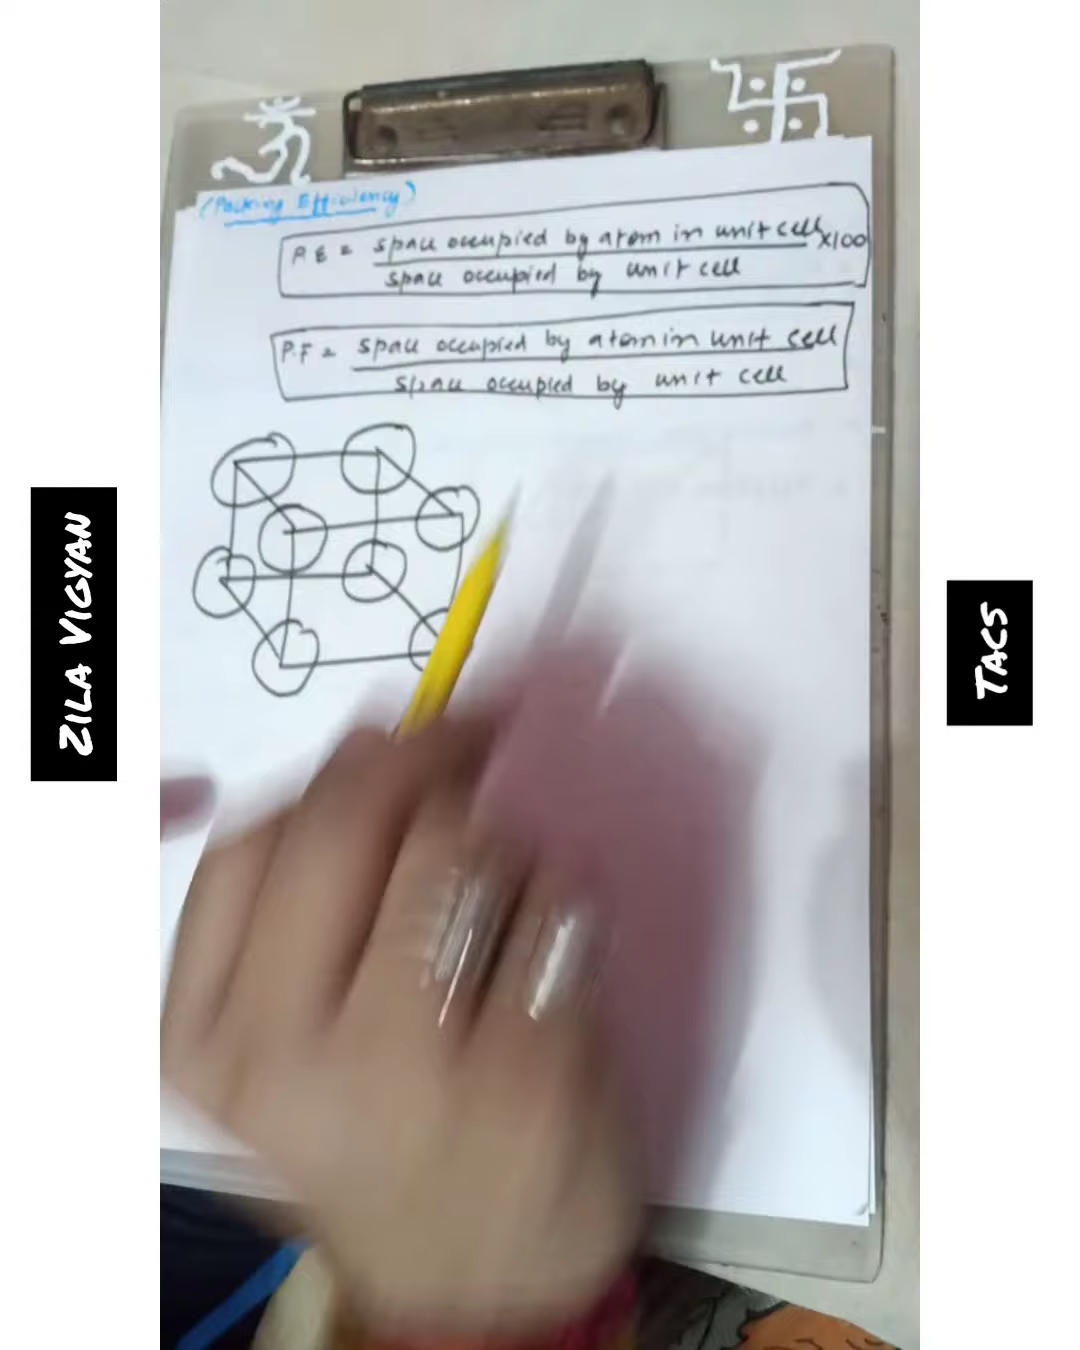 (Packing Efficiency)
P.E = space occupied by atom in unit cell ×100
space occupied by unit cell
P.F = space occupied by atom in unit cell
space occupied by unit cell
ZILA VIGYAN
TACS